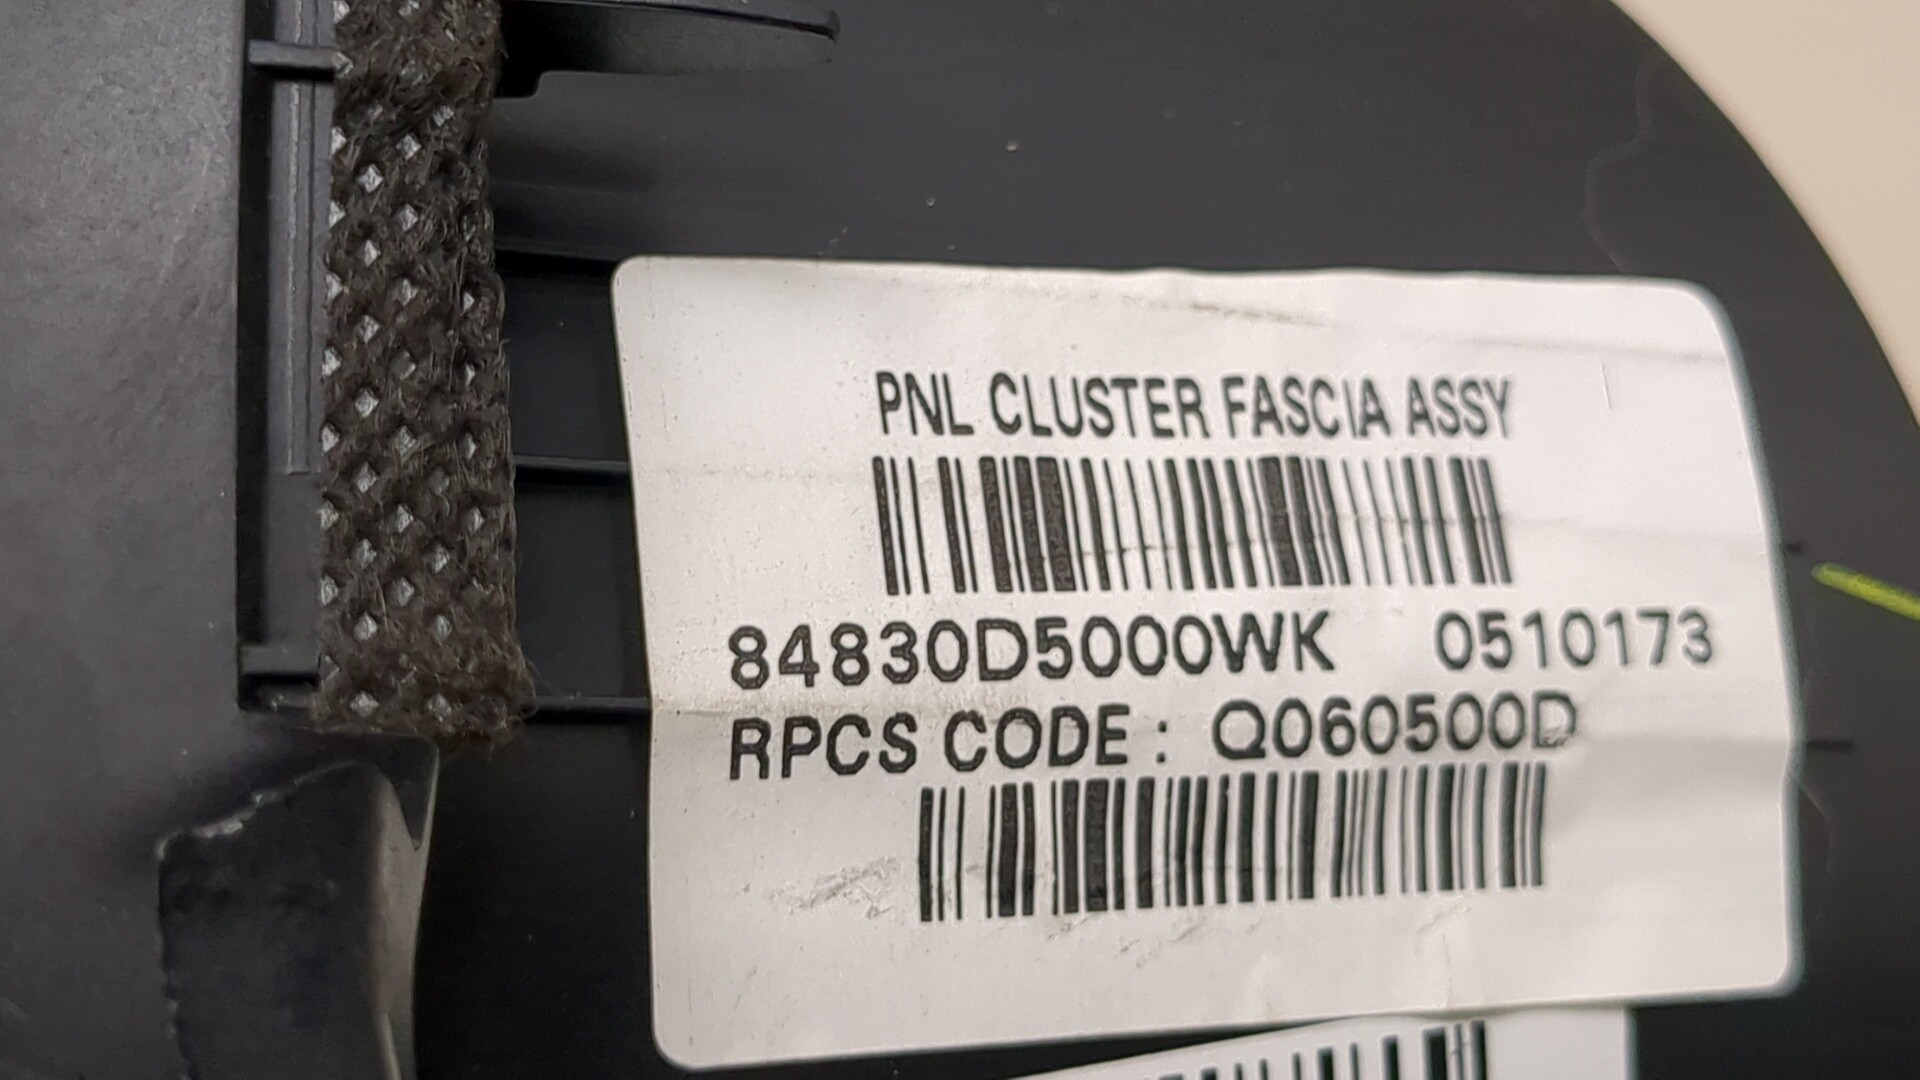 PNL CLUSTER FASCIA ASSY
84830D5000WK 0510173
RPCS CODE : Q060500D